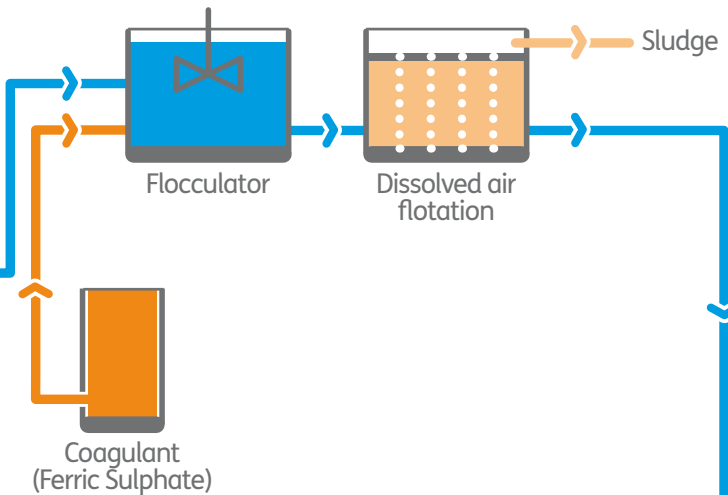 Sludge
Flocculator
Dissolved air
flotation
Coagulant
(Ferric Sulphate)